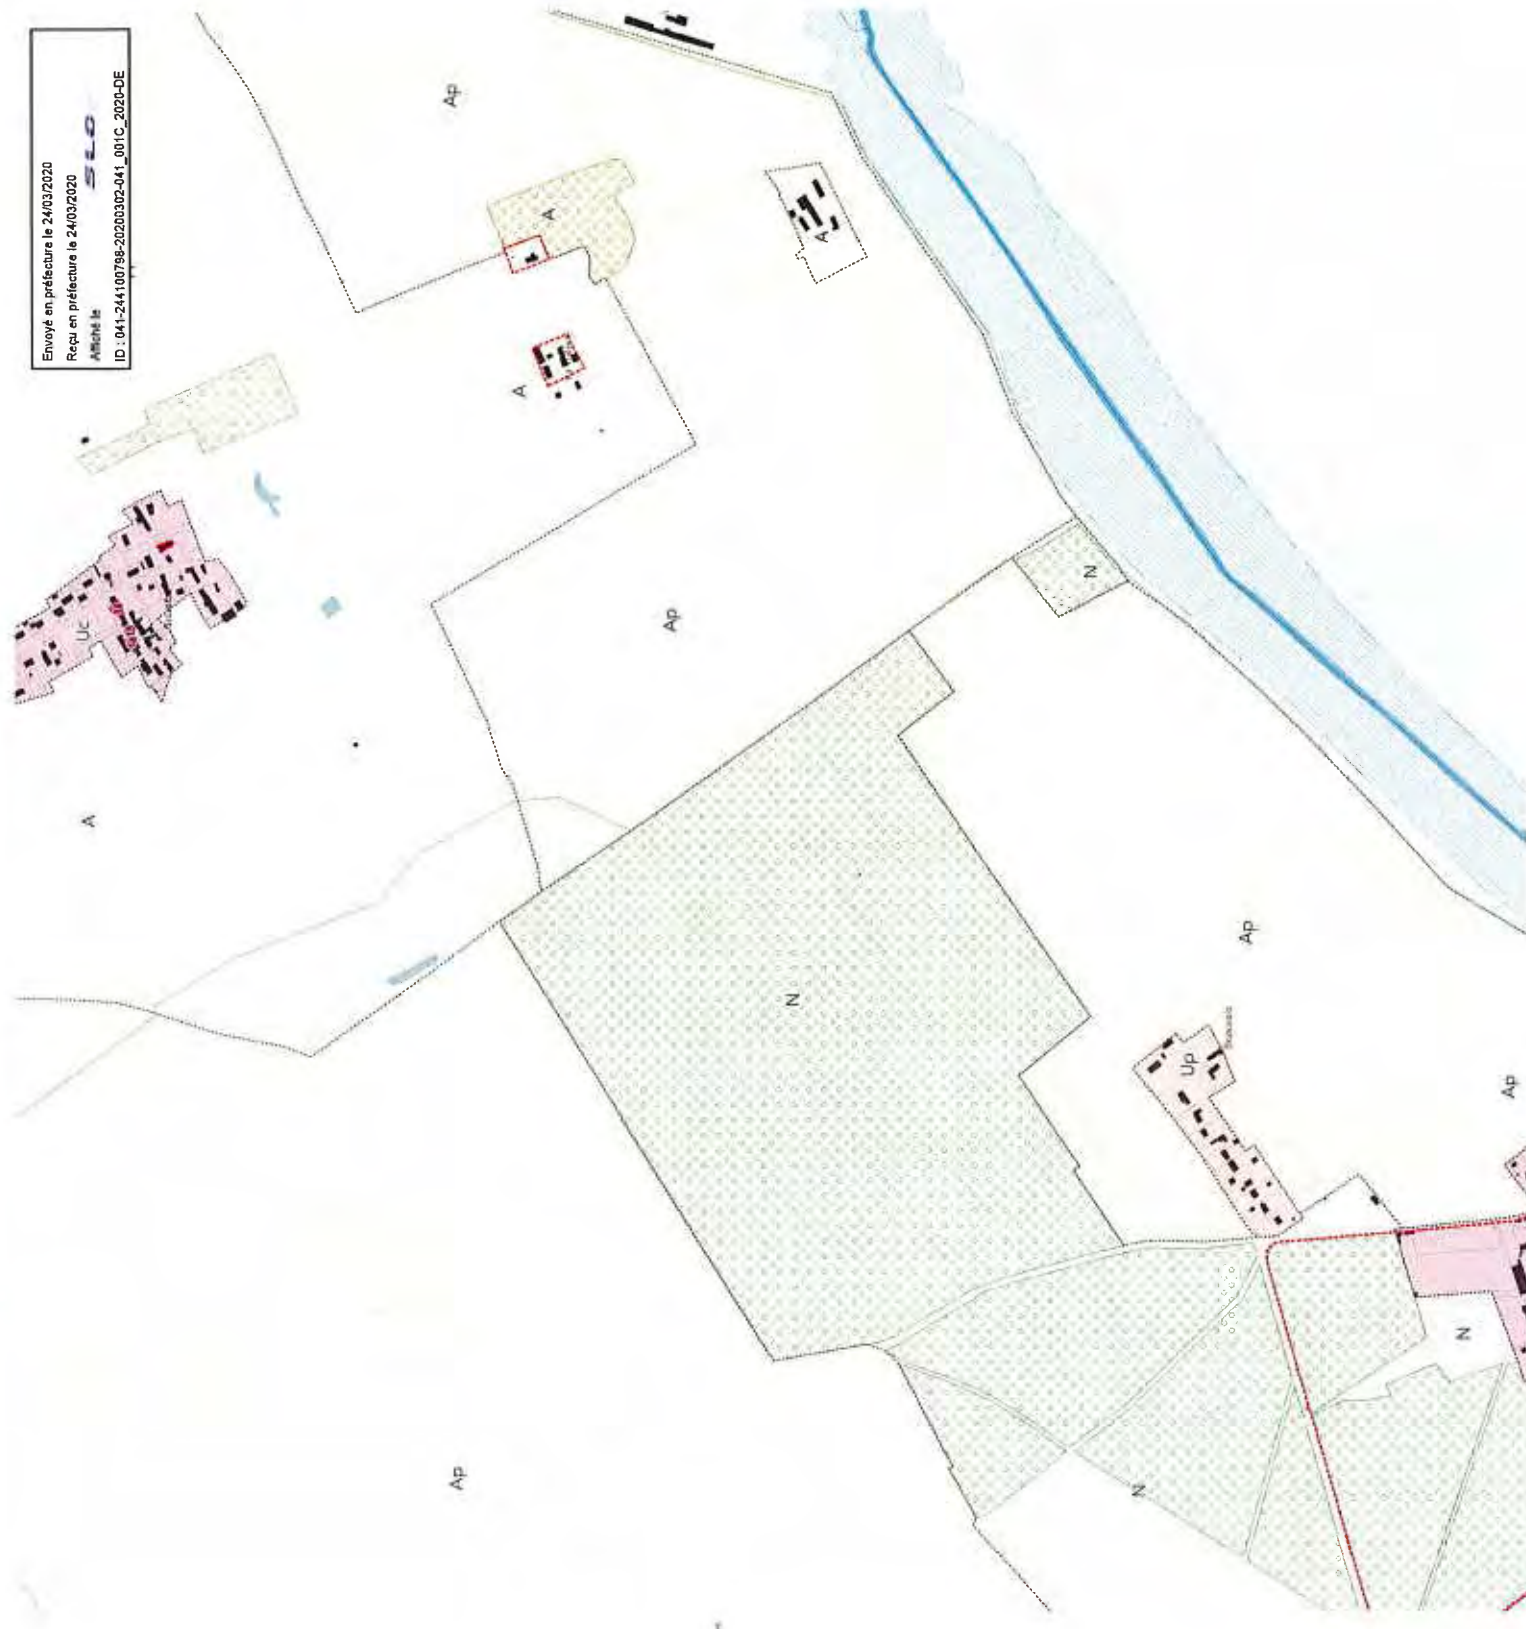 Envoyé en préfecture le 24/03/2020
Reçu en préfecture le 24/03/2020
Affiché le
SLO
ID : 041-244100798-20200302-041_001C_2020-DE
Ap
A
A
A
Uc
Ap
N
A
N
Ap
Up
Ap
N
Ap
N